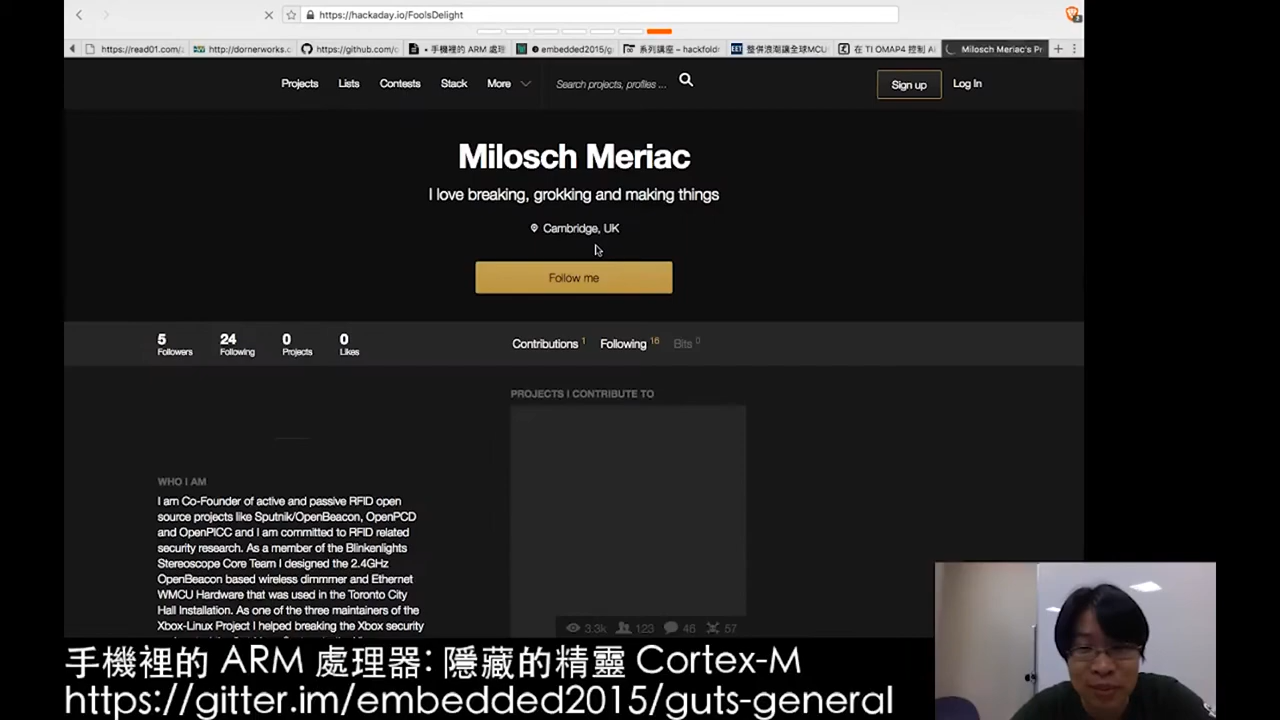 https://hackaday.io/FoolsDelight
https://read01.com/
http://dornerworks.c
https://github.com/
• 手機裡的 ARM 處理
embedded2015/g
系列講座 – hackfold
整併浪潮讓全球MCU
在 TI OMAP4 控制
Milosch Meriac's P
Projects Lists Contests Stack More Search projects, profiles ... Sign up Log In
Milosch Meriac
I love breaking, grokking and making things
Cambridge, UK
Follow me
5 24 0 0
Followers Following Projects Likes
Contributions 1 Following 16 Bits 0
PROJECTS I CONTRIBUTE TO
WHO I AM
I am Co-Founder of active and passive RFID open
source projects like Sputnik/OpenBeacon, OpenPCD
and OpenPICC and I am committed to RFID related
security research. As a member of the Blinkenlights
Stereoscope Core Team I designed the 2.4GHz
OpenBeacon based wireless dimmmer and Ethernet
WMCU Hardware that was used in the Toronto City
Hall Installation. As one of the three maintainers of the
Xbox-Linux Project I helped breaking the Xbox security
3.3k 123 46 57
手機裡的 ARM 處理器: 隱藏的精靈 Cortex-M
https://gitter.im/embedded2015/guts-general